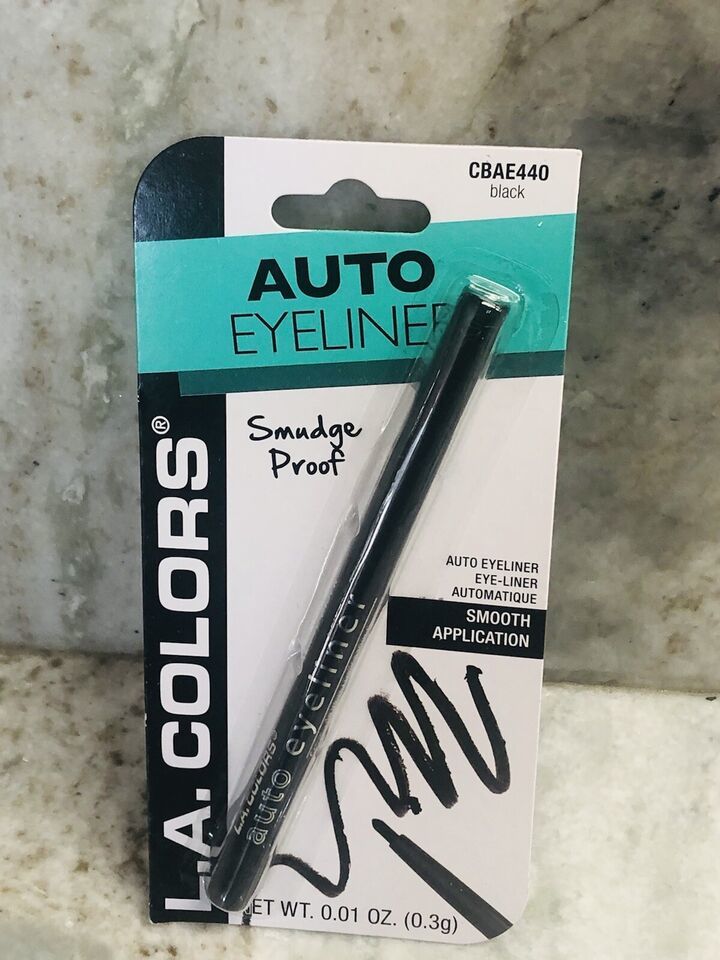 CBAE440
black
AUTO
EYELINER
Smudge
Proof
L.A. COLORS®
AUTO EYELINER
EYE-LINER
AUTOMATIQUE
SMOOTH
APPLICATION
L.A. COLORS®
auto eyeliner
ET WT. 0.01 OZ. (0.3g)